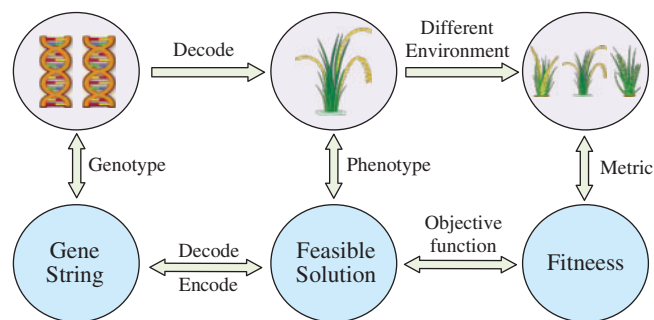 Decode
Different
Environment
Genotype
Phenotype
Metric
Gene
String
Decode
Encode
Feasible
Solution
Objective
function
Fitneess